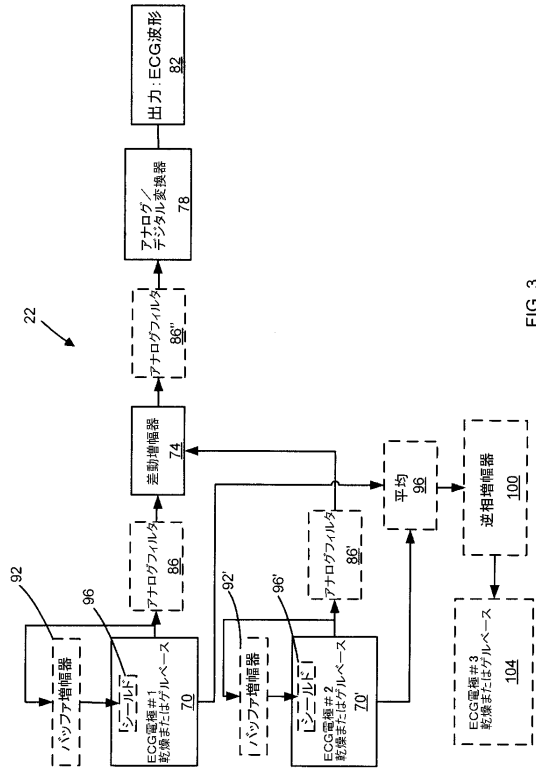 22
92
バッファ増幅器
96
シールド
ECG電極#1
乾燥またはゲルベース
70
アナログフィルタ
86
差動増幅器
74
アナログフィルタ
86"
アナログ/
デジタル変換器
78
出力:ECG波形
82
92'
バッファ増幅器
96'
シールド
ECG電極#2
乾燥またはゲルベース
70'
アナログフィルタ
86'
平均
96
逆相増幅器
100
ECG電極#3
乾燥またはゲルベース
104
FIG. 3